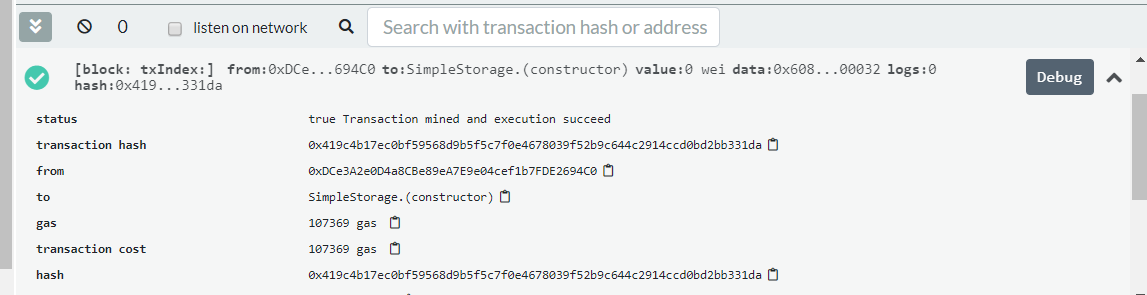 0 listen on network Search with transaction hash or address
[block: txIndex:] from:0xDCe...694C0 to:SimpleStorage.(constructor) value:0 wei data:0x608...00032 logs:0
hash:0x419...331da
Debug
status true Transaction mined and execution succeed
transaction hash 0x419c4b17ec0bf59568d9b5f5c7f0e4678039f52b9c644c2914ccd0bd2bb331da
from 0xDCe3A2e0D4a8CBe89eA7E9e04cef1b7FDE2694C0
to SimpleStorage.(constructor)
gas 107369 gas
transaction cost 107369 gas
hash 0x419c4b17ec0bf59568d9b5f5c7f0e4678039f52b9c644c2914ccd0bd2bb331da